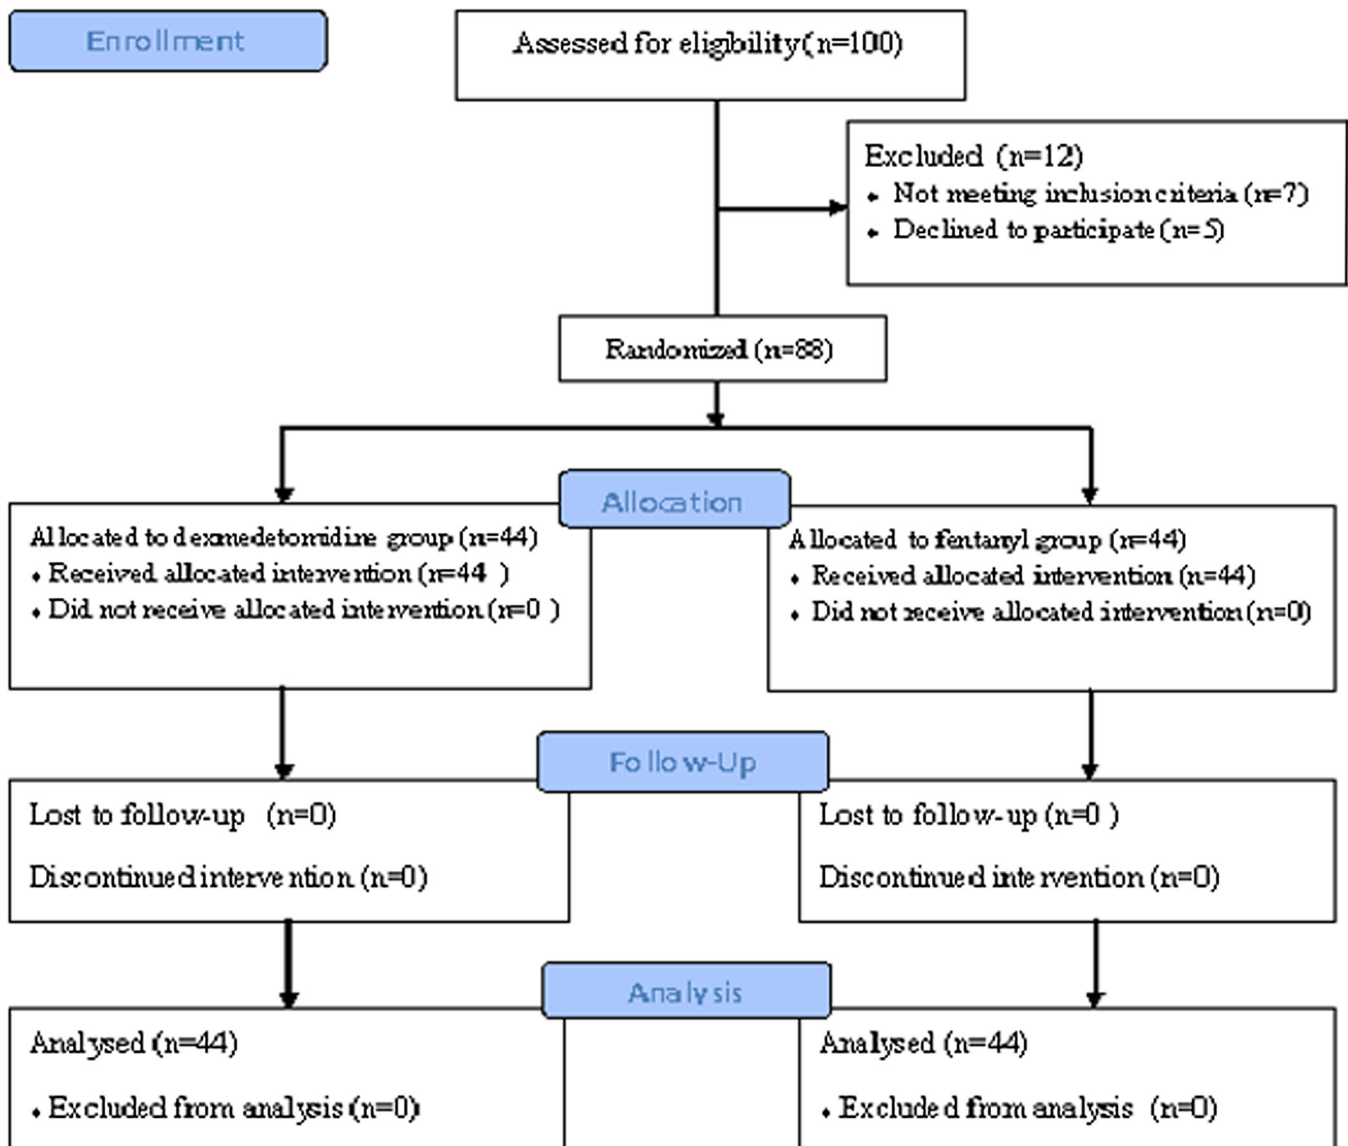 Enrollment
Assessed for eligibility (n=100)
Excluded (n=12)
• Not meeting inclusion criteria (n=7)
• Declined to participate (n=5)
Randomized (n=88)
Allocation
Allocated to dexmedetomidine group (n=44)
• Received allocated intervention (n=44 )
• Did not receive allocated intervention (n=0 )
Allocated to fentanyl group (n=44)
• Received allocated intervention (n=44)
• Did not receive allocated intervention (n=0)
Follow-Up
Lost to follow-up (n=0)
Discontinued intervention (n=0)
Lost to follow-up (n=0 )
Discontinued intervention (n=0)
Analysis
Analysed (n=44)
• Excluded from analysis (n=0)
Analysed (n=44)
• Excluded from analysis (n=0)